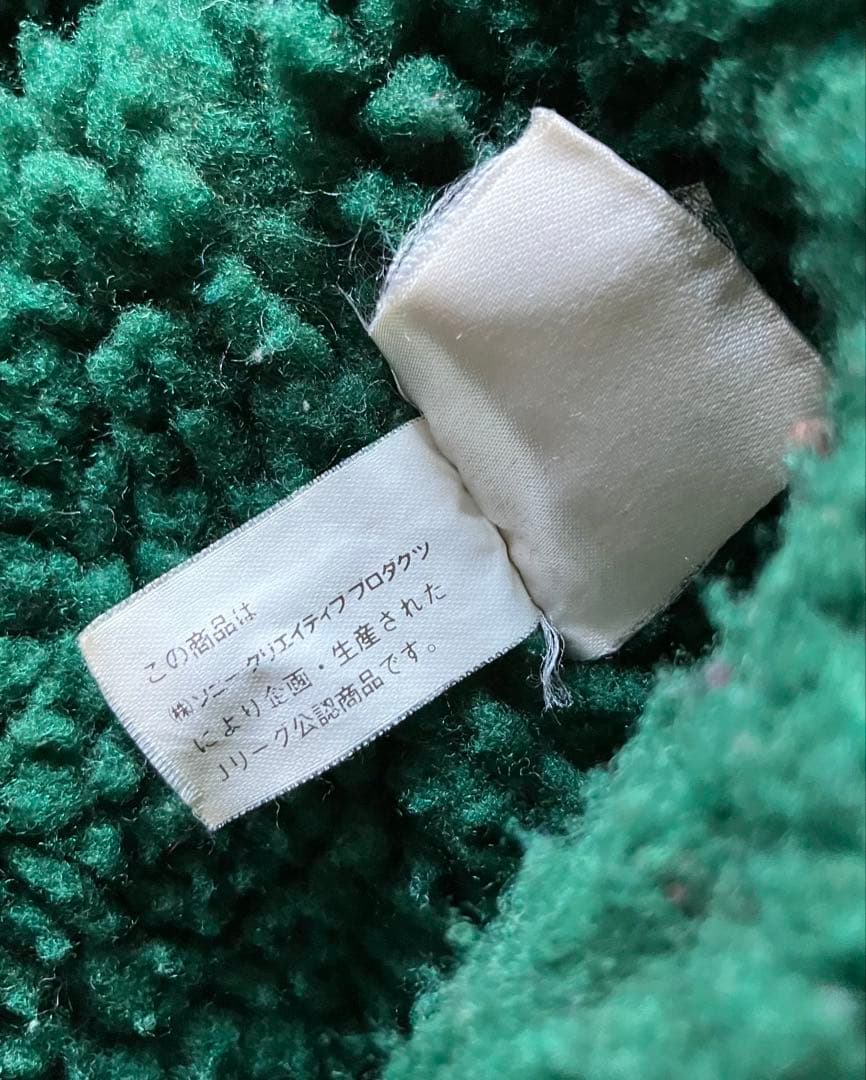 この商品は
㈱ソニー・クリエイティブプロダクツ
により企画・生産された
Jリーグ公認商品です。